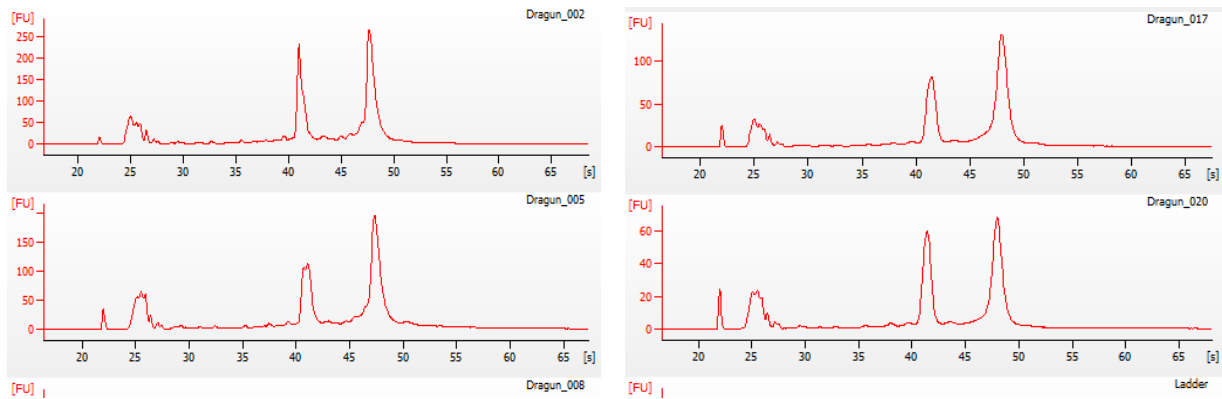 [FU] Dragun_002
250
200
150
100
50
0
20 25 30 35 40 45 50 55 60 65 [s]
[FU] Dragun_017
100
50
0
20 25 30 35 40 45 50 55 60 65 [s]
[FU] Dragun_005
150
100
50
0
20 25 30 35 40 45 50 55 60 65 [s]
[FU] Dragun_020
60
40
20
0
20 25 30 35 40 45 50 55 60 65 [s]
[FU] Dragun_008
[FU] Ladder